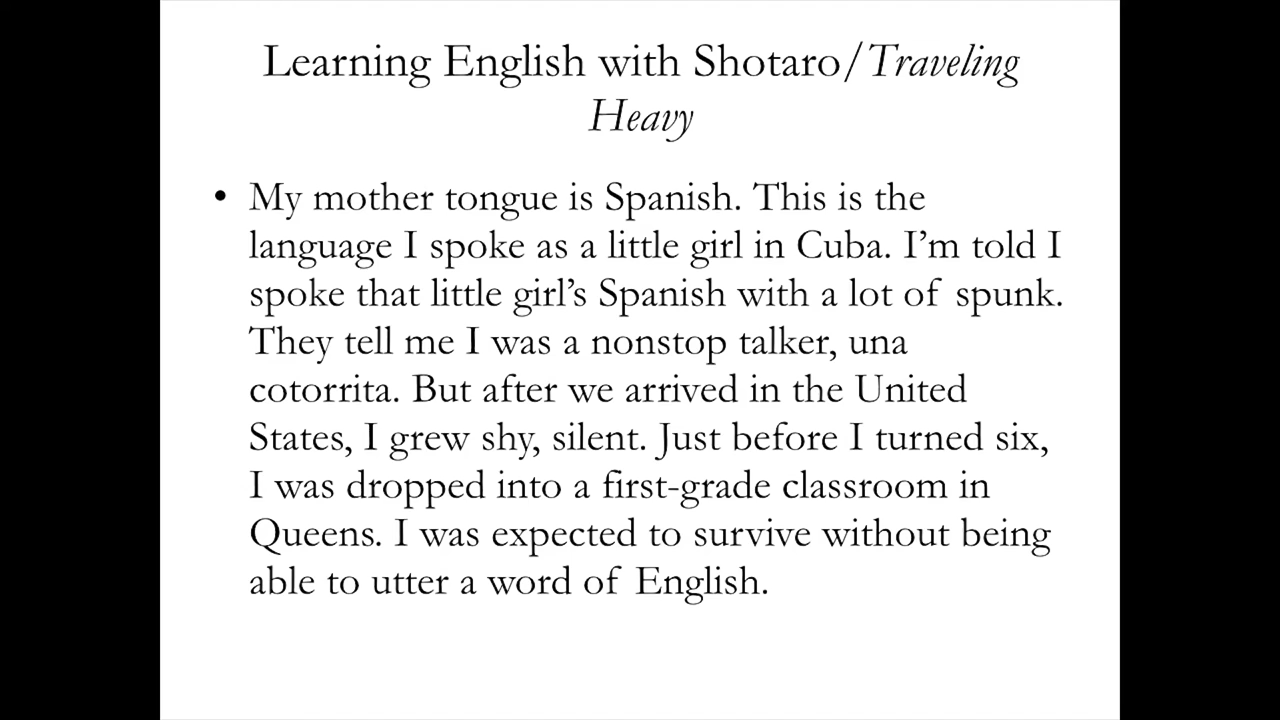 Learning English with Shotaro/Traveling
Heavy
• My mother tongue is Spanish. This is the
language I spoke as a little girl in Cuba. I’m told I
spoke that little girl’s Spanish with a lot of spunk.
They tell me I was a nonstop talker, una
cotorrita. But after we arrived in the United
States, I grew shy, silent. Just before I turned six,
I was dropped into a first-grade classroom in
Queens. I was expected to survive without being
able to utter a word of English.